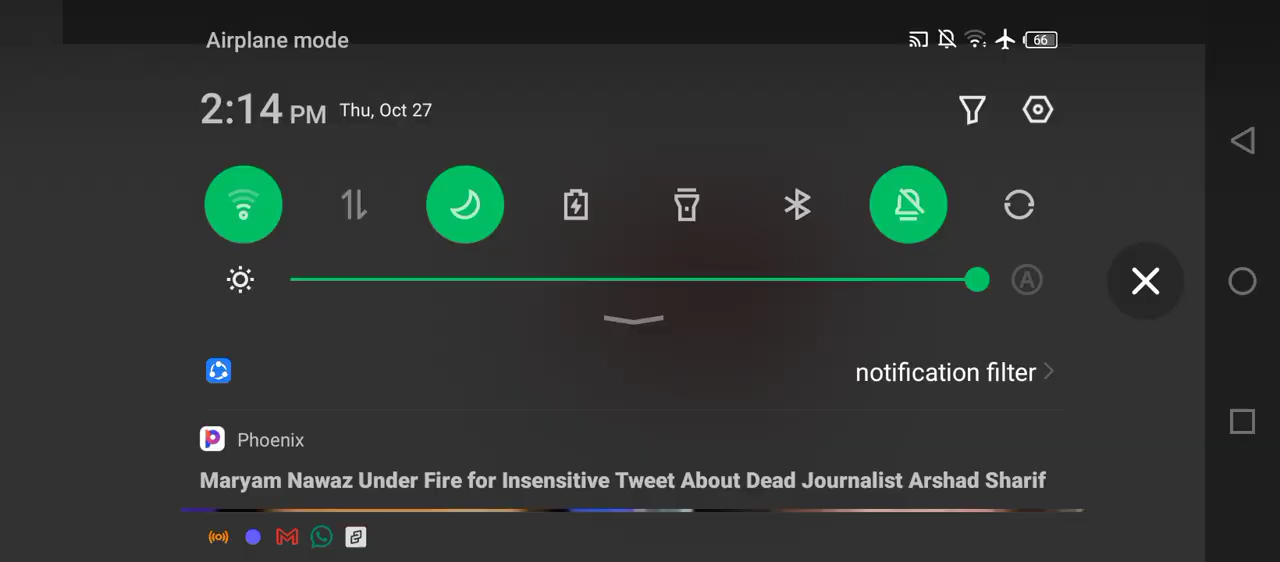 Airplane mode
66
2:14 PM Thu, Oct 27
A
notification filter
Phoenix
Maryam Nawaz Under Fire for Insensitive Tweet About Dead Journalist Arshad Sharif